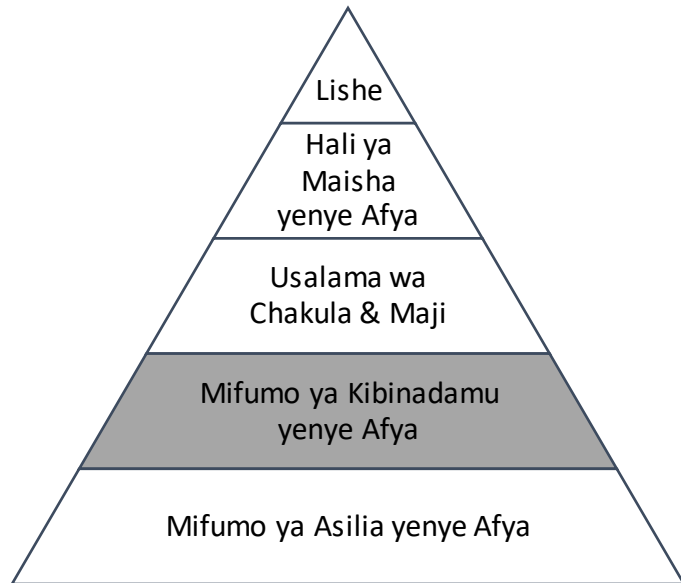 Lishe
Hali ya
Maisha
yenye Afya
Usalama wa
Chakula & Maji
Mifumo ya Kibinadamu
yenye Afya
Mifumo ya Asilia yenye Afya